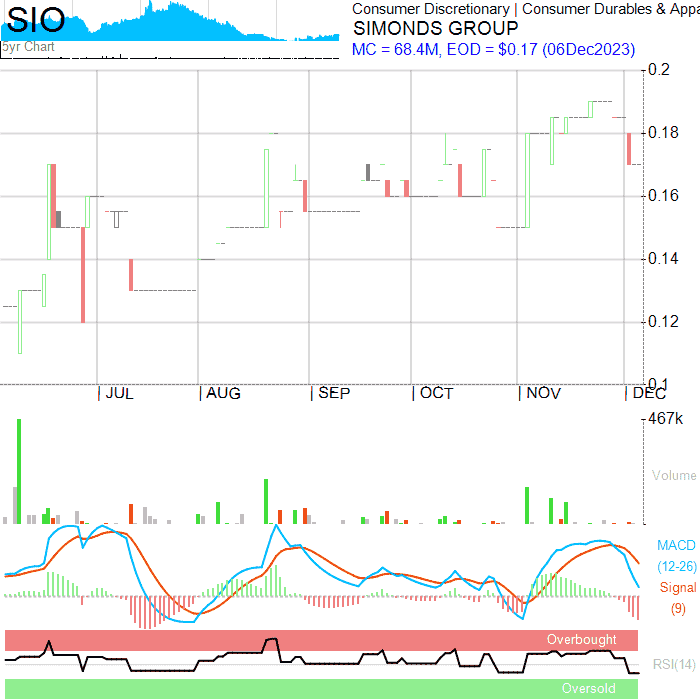 SIO
5yr Chart
Consumer Discretionary | Consumer Durables & Appa
SIMONDS GROUP
MC = 68.4M, EOD = $0.17 (06Dec2023)
0.2
0.18
0.16
0.14
0.12
0.1
| JUL | AUG | SEP | OCT | NOV | DEC
467k
Volume
MACD
(12-26)
Signal
(9)
Overbought
RSI(14)
Oversold